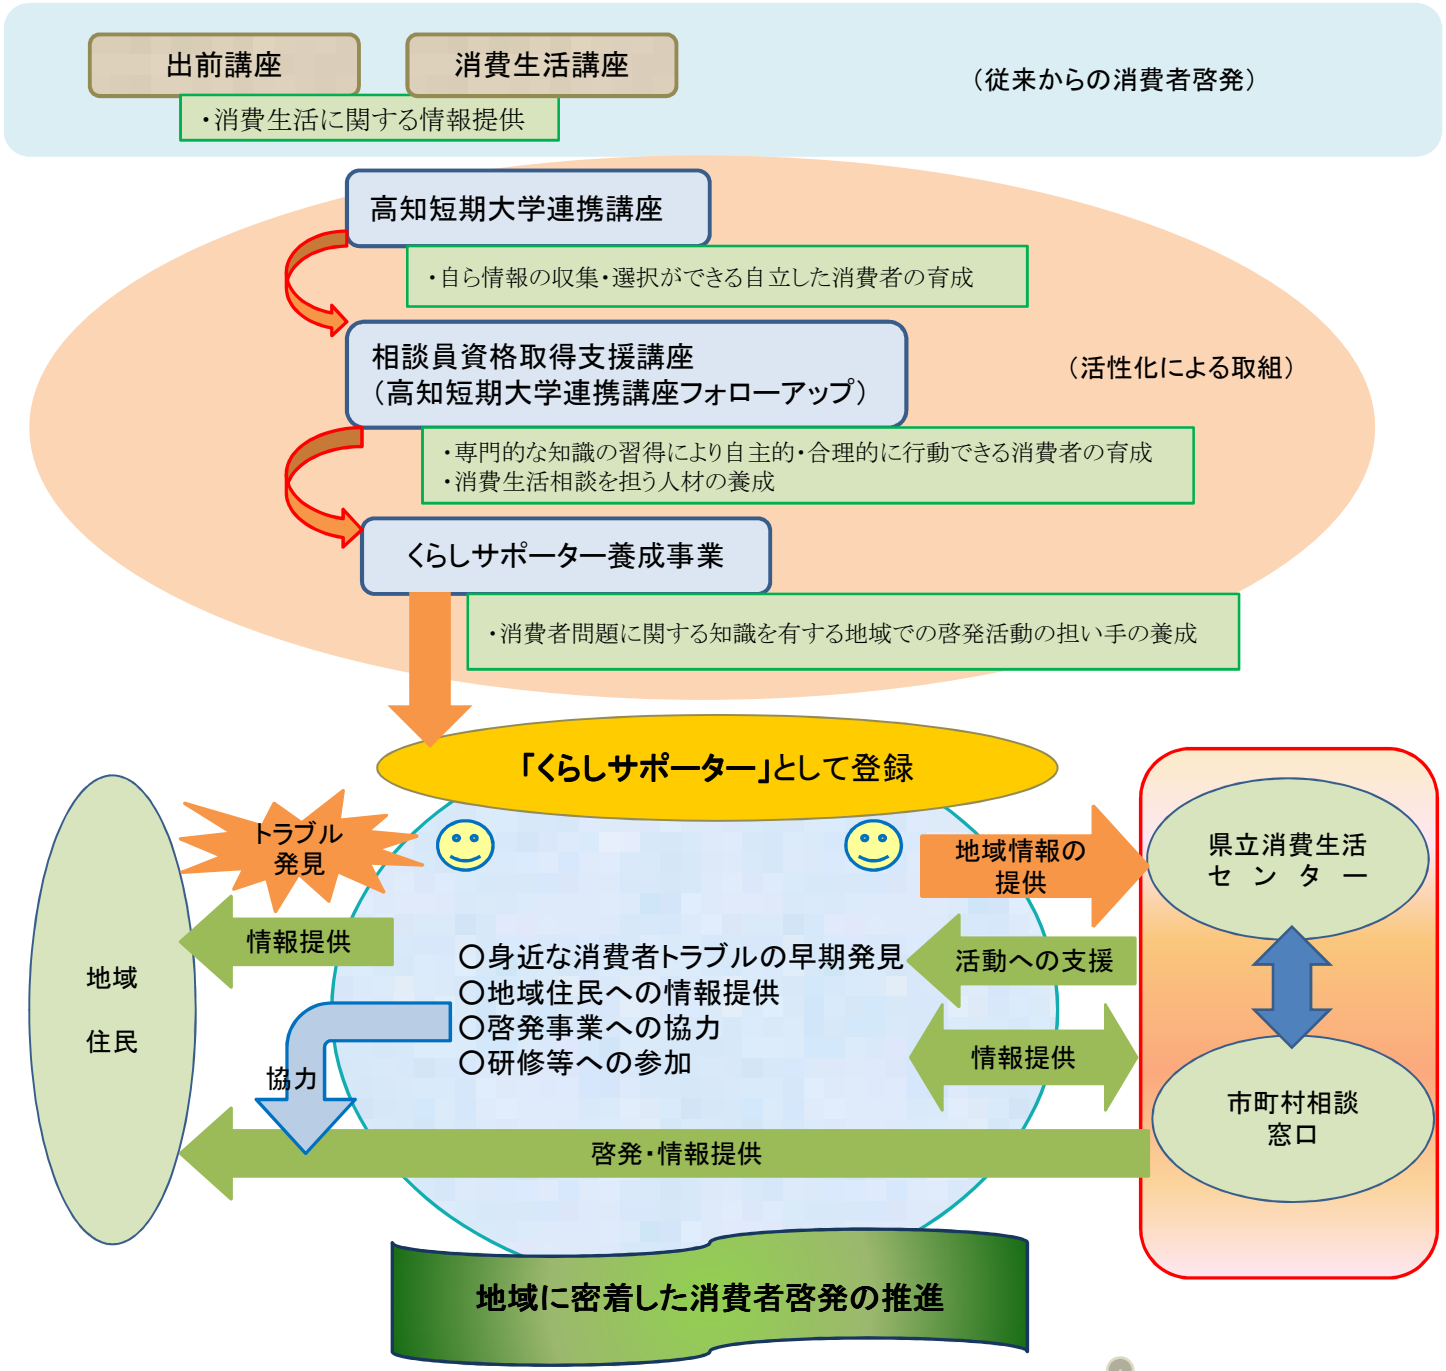 出前講座
消費生活講座
（従来からの消費者啓発）
・消費生活に関する情報提供
高知短期大学連携講座
・自ら情報の収集・選択ができる自立した消費者の育成
相談員資格取得支援講座
（高知短期大学連携講座フォローアップ）
（活性化による取組）
・専門的な知識の習得により自主的・合理的に行動できる消費者の育成
・消費生活相談を担う人材の養成
くらしサポーター養成事業
・消費者問題に関する知識を有する地域での啓発活動の担い手の養成
「くらしサポーター」として登録
トラブル
発見
地域情報の
提供
県立消費生活
センター
情報提供
活動への支援
地域
住民
〇身近な消費者トラブルの早期発見
〇地域住民への情報提供
〇啓発事業への協力
〇研修等への参加
情報提供
協力
市町村相談
窓口
啓発・情報提供
地域に密着した消費者啓発の推進